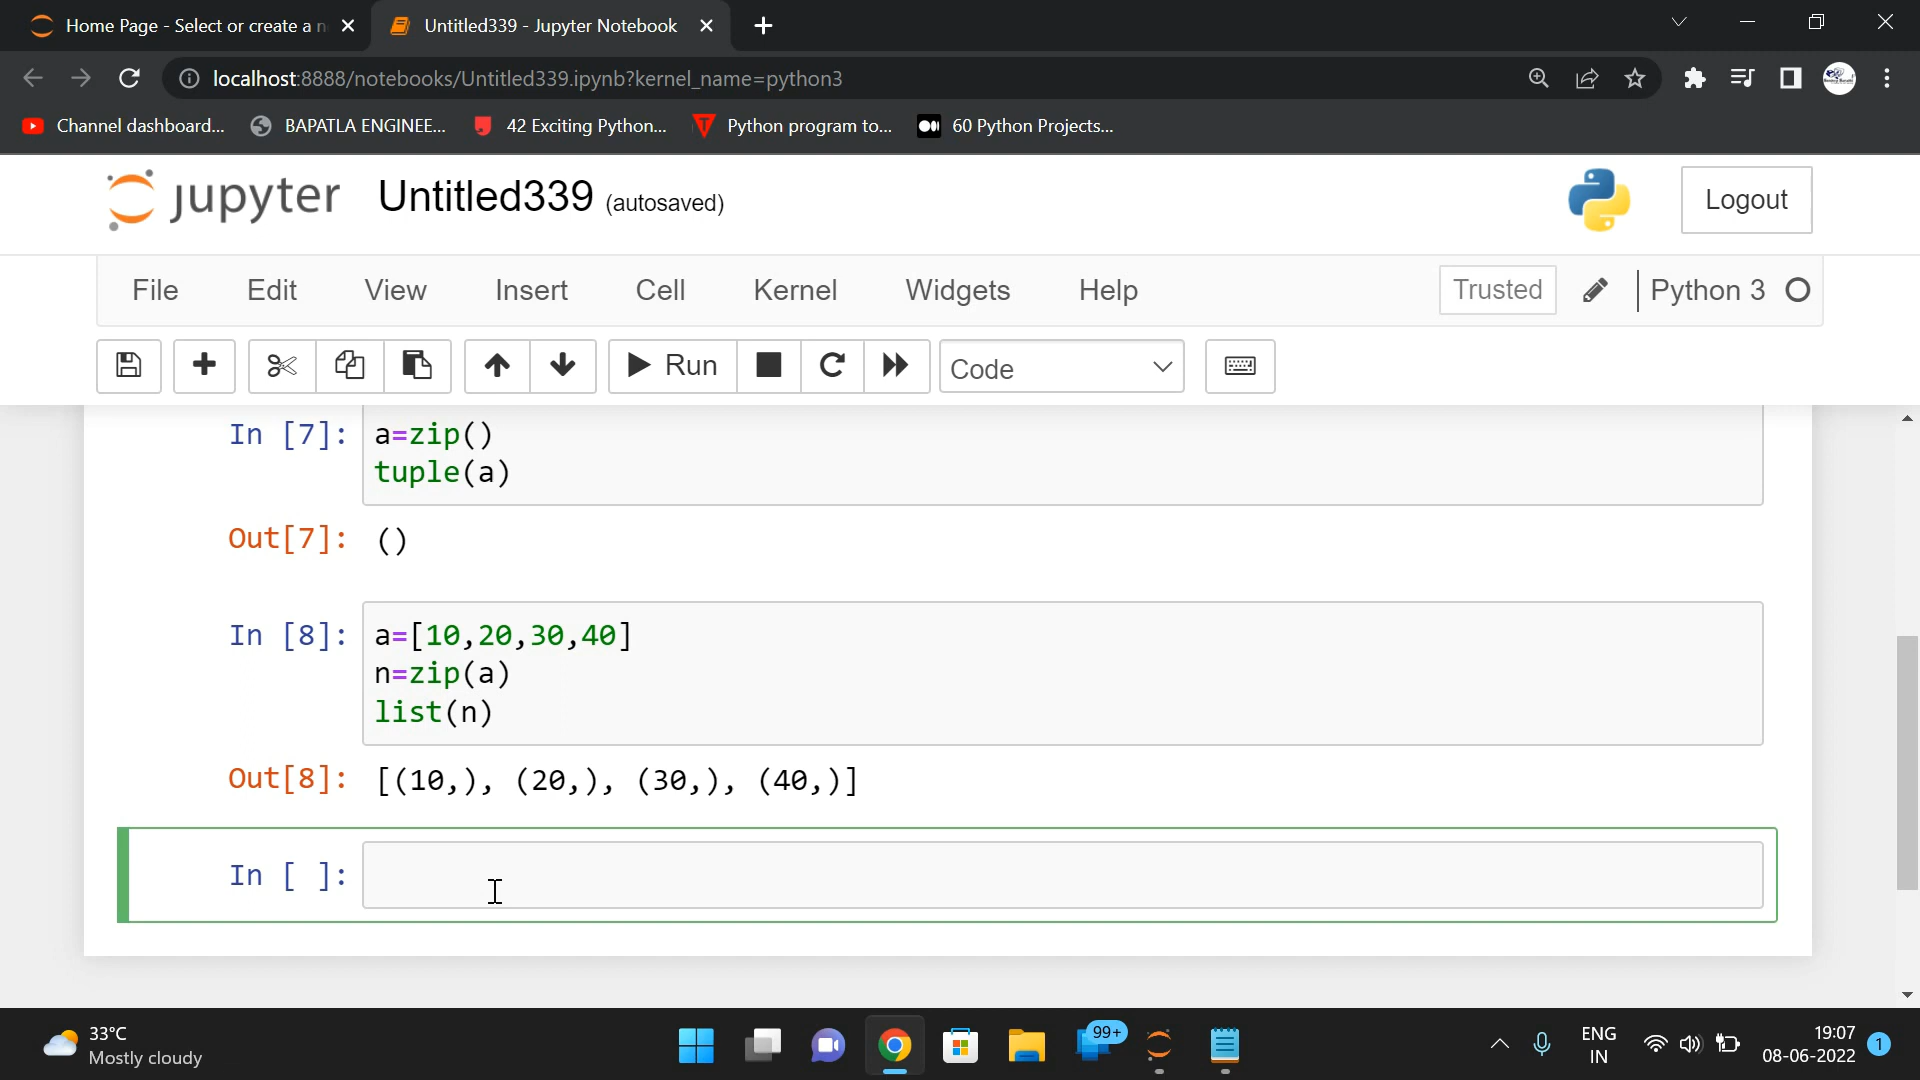 Home Page - Select or create a n
Untitled339 - Jupyter Notebook
localhost:8888/notebooks/Untitled339.ipynb?kernel_name=python3
Channel dashboard...
BAPATLA ENGINEE...
42 Exciting Python...
Python program to...
60 Python Projects...
jupyter Untitled339 (autosaved)
Logout
File Edit View Insert Cell Kernel Widgets Help
Trusted
Python 3
Run
Code
In [7]: a=zip()
tuple(a)
Out[7]: ()
In [8]: a=[10,20,30,40]
n=zip(a)
list(n)
Out[8]: [(10,), (20,), (30,), (40,)]
In [ ]:
33°C
Mostly cloudy
99+
ENG
IN
19:07
08-06-2022
1